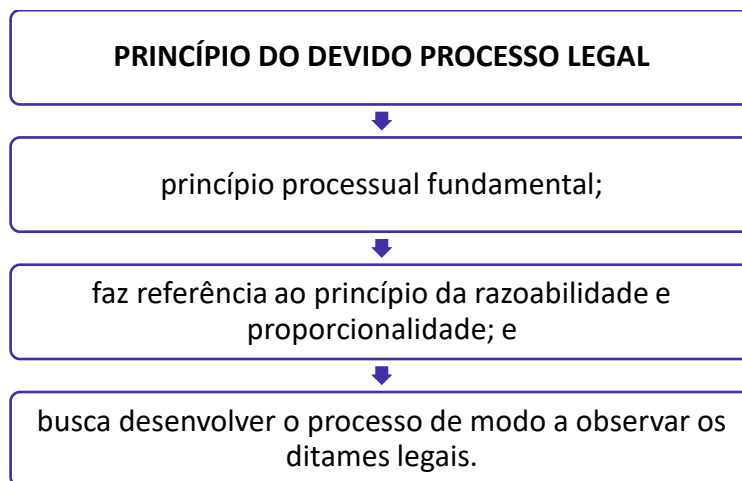 PRINCÍPIO DO DEVIDO PROCESSO LEGAL
princípio processual fundamental;
faz referência ao princípio da razoabilidade e
proporcionalidade; e
busca desenvolver o processo de modo a observar os
ditames legais.